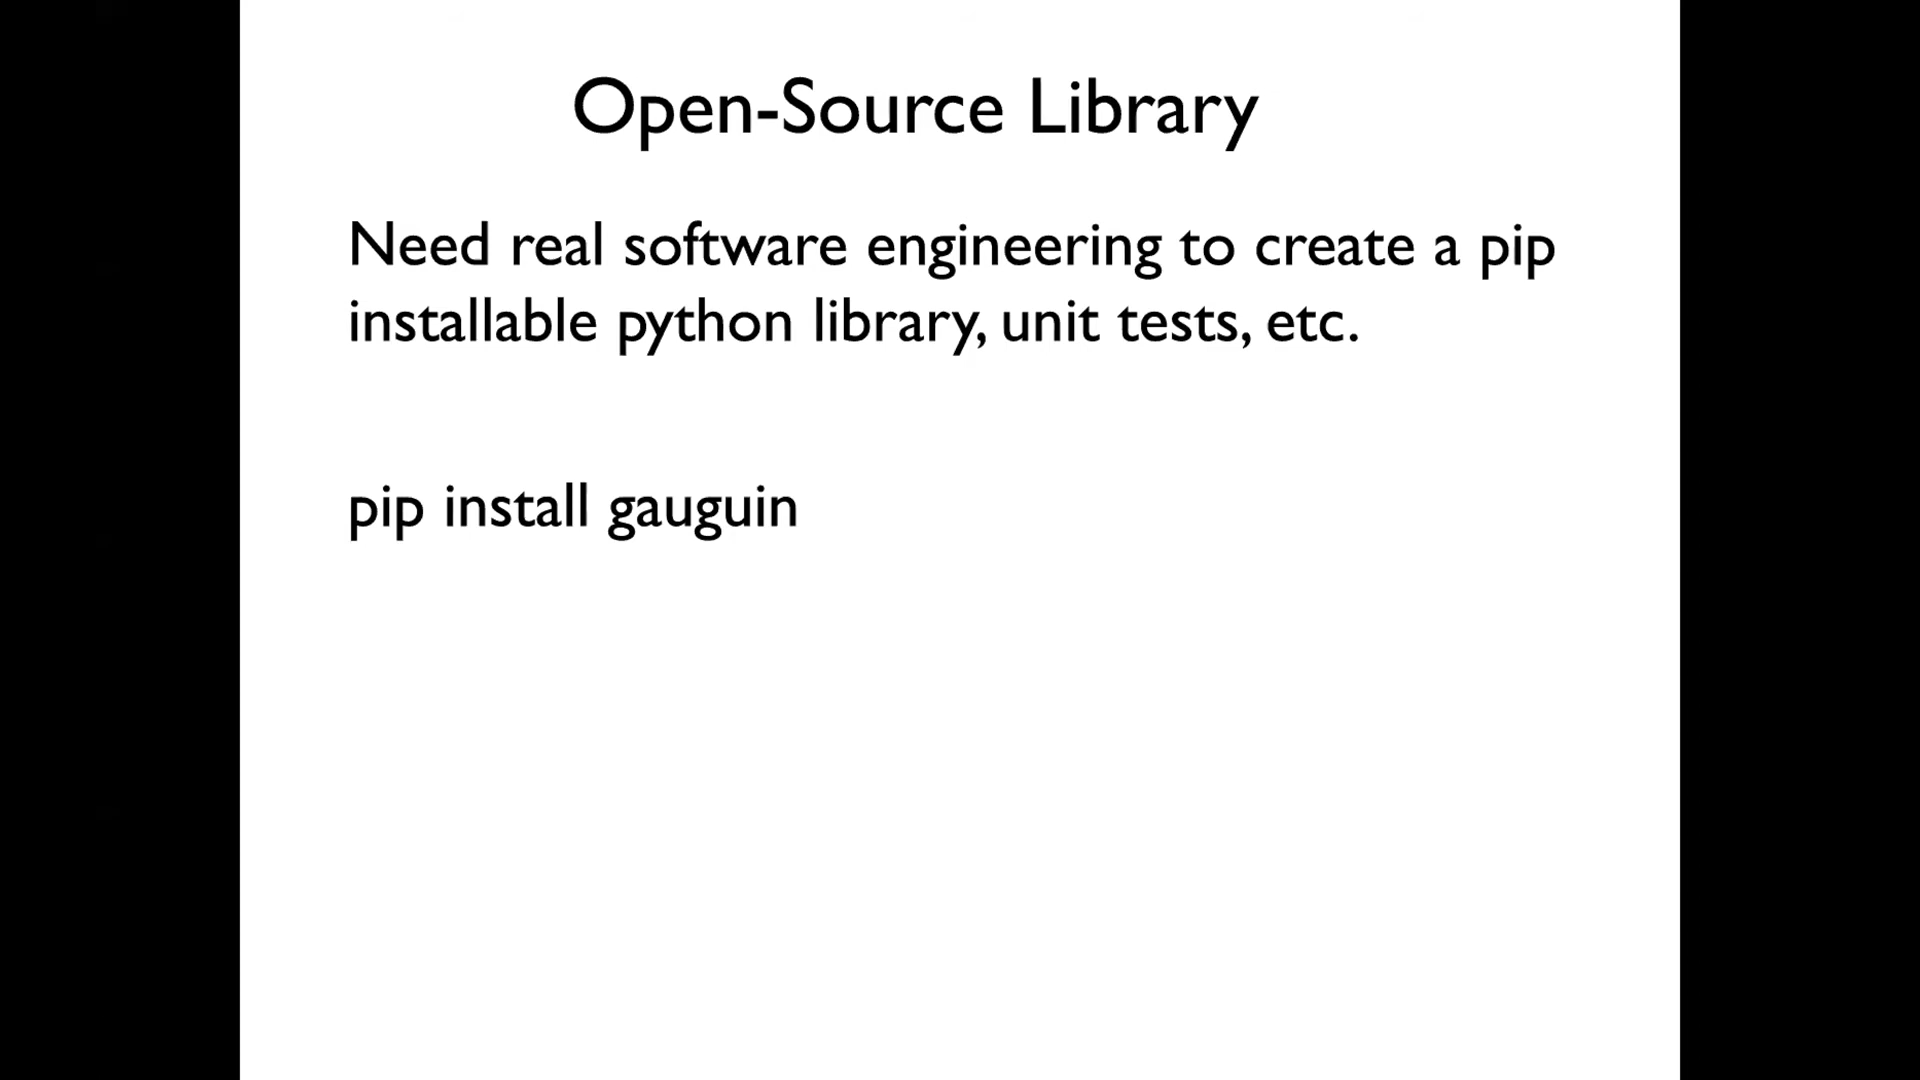 Open-Source Library
Need real software engineering to create a pip
installable python library, unit tests, etc.
pip install gauguin